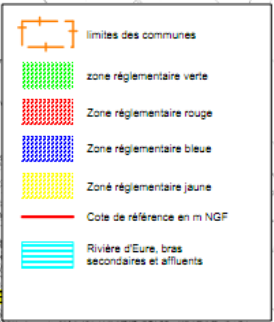 limites des communes
zone réglementaire verte
Zone réglementaire rouge
Zone réglementaire bleue
Zoné réglementaire jaune
Cote de référence en m NGF
Rivière d'Eure, bras
secondaires et affluents